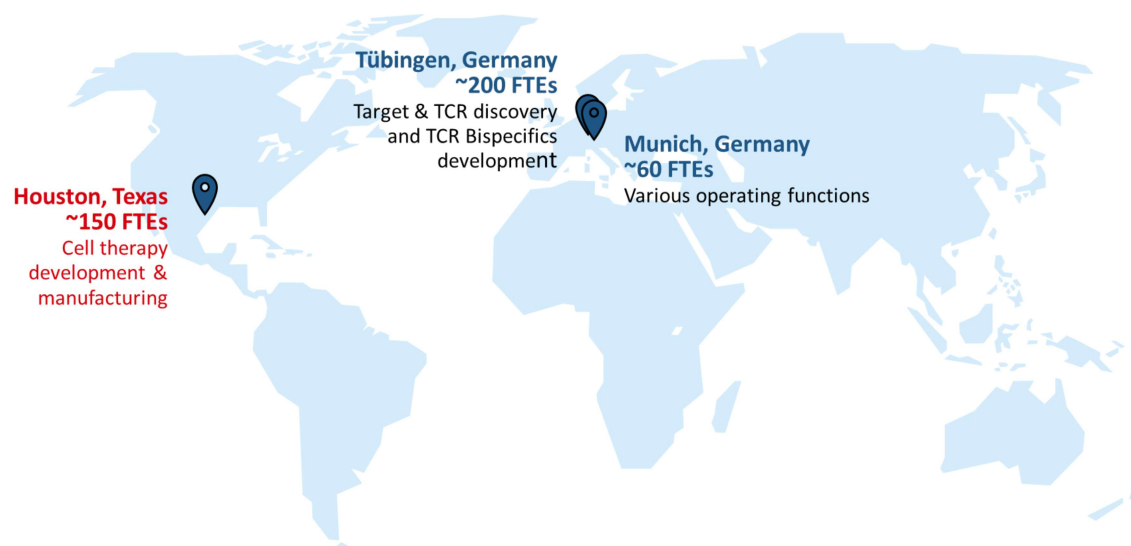 Tübingen, Germany
~200 FTEs
Target & TCR discovery
and TCR Bispecifics
development
Munich, Germany
~60 FTEs
Various operating functions
Houston, Texas
~150 FTEs
Cell therapy
development &
manufacturing